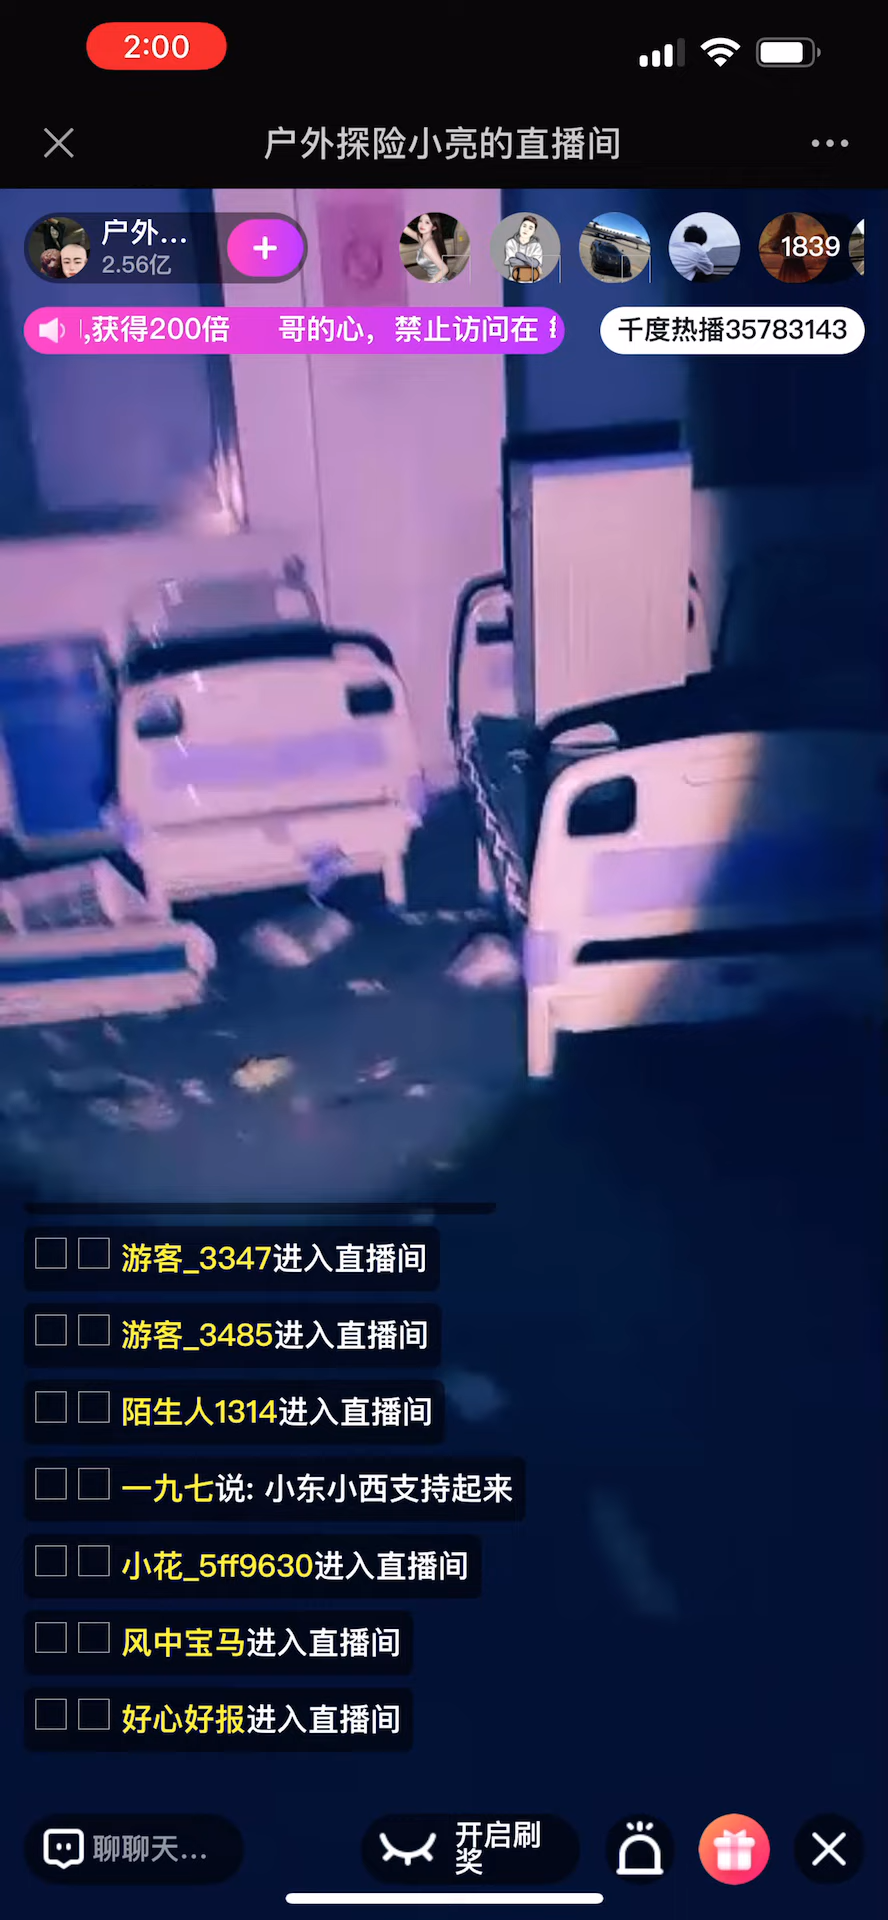 2:00
户外探险小亮的直播间
户外...
2.56亿
1839
,获得200倍 哥的心，禁止访问在
千度热播35783143
游客_3347进入直播间
游客_3485进入直播间
陌生人1314进入直播间
一九七说: 小东小西支持起来
小花_5ff9630进入直播间
风中宝马进入直播间
好心好报进入直播间
聊聊天...
开启刷
奖